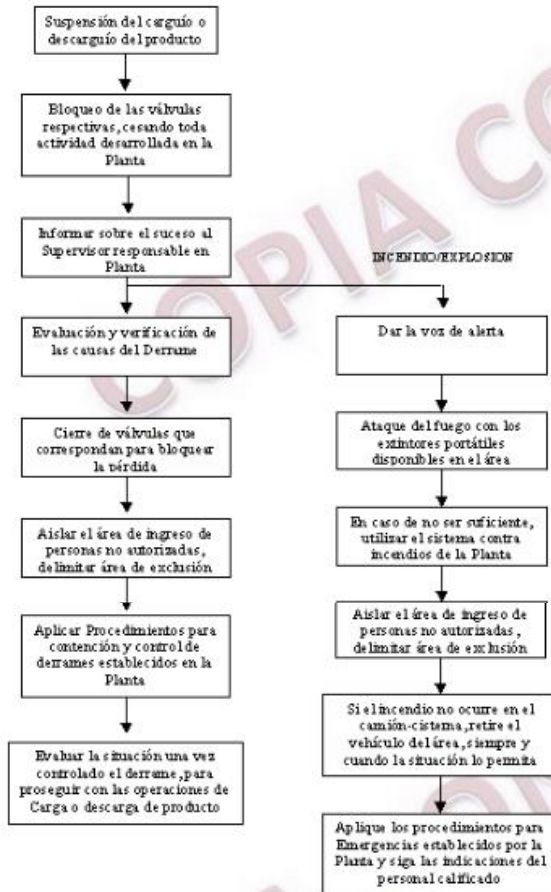 Suspensión del carguío o
descarguío del producto
Bloqueo de las válvulas
respectivas, cesando toda
actividad desarrollada en la
Planta
Informar sobre el suceso al
Supervisor responsable en
Planta
INCENDIO/EXPLOSION
Evaluación y verificación de
las causas del Derrame
Cierre de válvulas que
correspondan para bloquear
la pérdida
Aislar el área de ingreso de
personas no autorizadas,
delimitar área de exclusión
Aplicar Procedimientos para
contención y control de
derrames establecidos en la
Planta
Evaluar la situación una vez
controlado el derrame, para
proseguir con las operaciones de
Carga o descarga de producto
Dar la voz de alerta
Ataque del fuego con los
extintores portátiles
disponibles en el área
En caso de no ser suficiente,
utilizar el sistema contra
incendios de la Planta
Aislar el área de ingreso de
personas no autorizadas,
delimitar área de exclusión
Si el incendio no ocurre en el
camión-cisterna, retire el
vehículo del área, siempre y
cuando la situación lo permita
Aplique los procedimientos para
Emergencias establecidos por la
Planta y siga las indicaciones del
personal calificado
COPIA CO